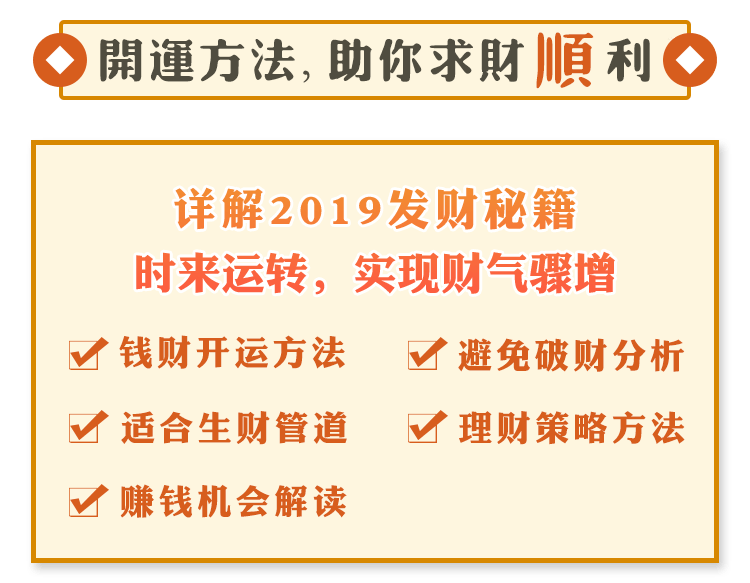 開運方法,助你求財順利
详解2019发财秘籍
时来运转，实现财气骤增
钱财开运方法
避免破财分析
适合生财管道
理财策略方法
赚钱机会解读